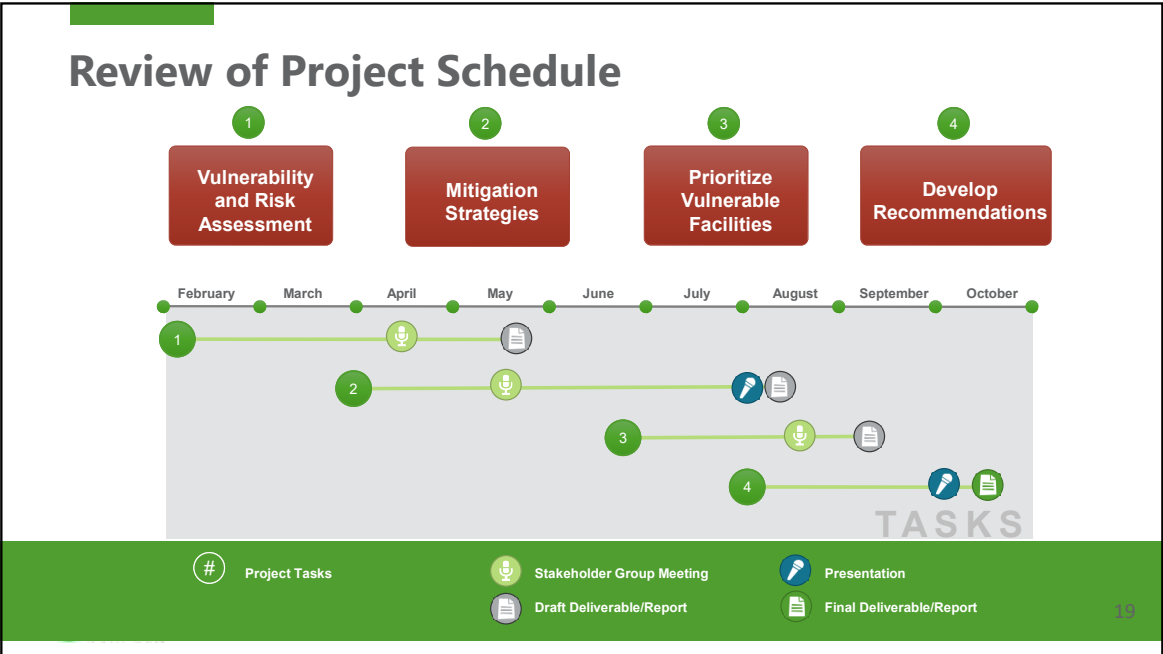 Review of Project Schedule
1
2
3
4
Vulnerability
and Risk
Assessment
Mitigation
Strategies
Prioritize
Vulnerable
Facilities
Develop
Recommendations
February March April May June July August September October
1
2
3
4
TASKS
# Project Tasks
Stakeholder Group Meeting
Presentation
Draft Deliverable/Report
Final Deliverable/Report
19